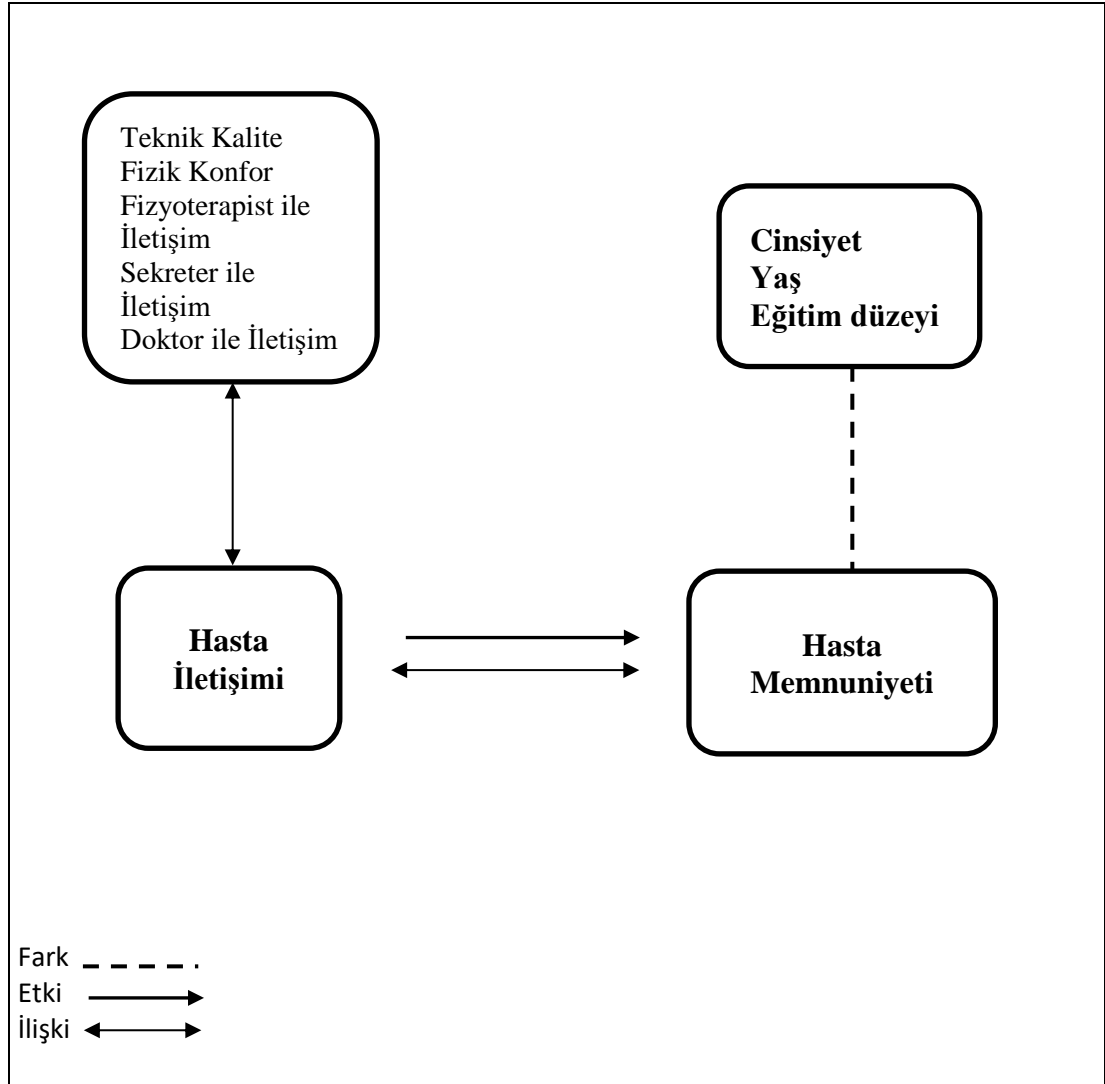 Teknik Kalite
Fizik Konfor
Fizyoterapist ile
İletişim
Sekreter ile
İletişim
Doktor ile İletişim
Cinsiyet
Yaş
Eğitim düzeyi
Hasta
İletişimi
Hasta
Memnuniyeti
Fark
Etki
İlişki